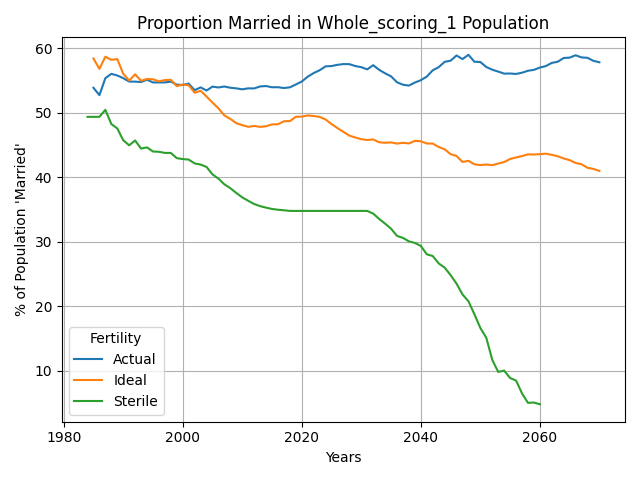 Proportion Married in Whole_scoring_1 Population
% of Population 'Married'
60
50
40
30
20
10
Fertility
Actual
Ideal
Sterile
1980 2000 2020 2040 2060
Years